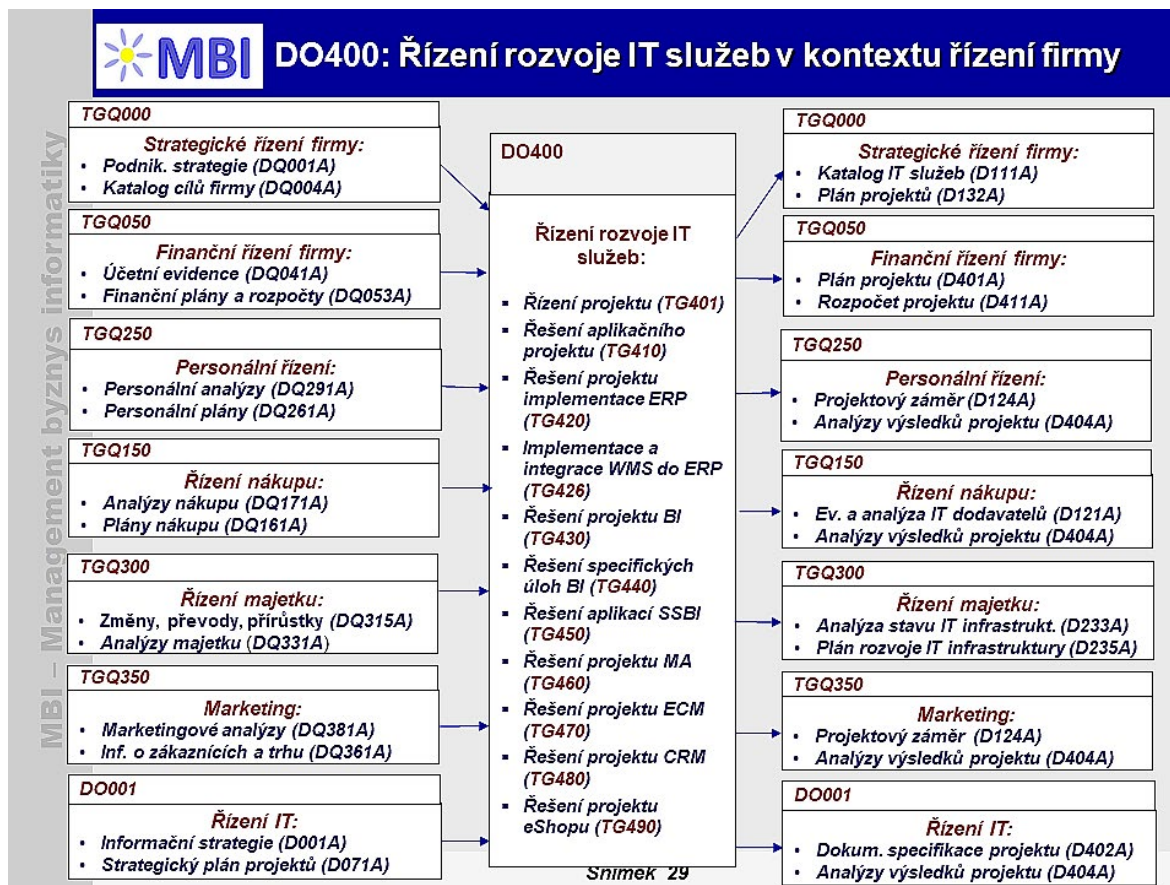 MBI
DO400: Řízení rozvoje IT služeb v kontextu řízení firmy
MBI – Management byznys informatiky
TGQ000
Strategické řízení firmy:
• Podnik. strategie (DQ001A)
• Katalog cílů firmy (DQ004A)
TGQ050
Finanční řízení firmy:
• Účetní evidence (DQ041A)
• Finanční plány a rozpočty (DQ053A)
TGQ250
Personální řízení:
• Personální analýzy (DQ291A)
• Personální plány (DQ261A)
TGQ150
Řízení nákupu:
• Analýzy nákupu (DQ171A)
• Plány nákupu (DQ161A)
TGQ300
Řízení majetku:
• Změny, převody, přírůstky (DQ315A)
• Analýzy majetku (DQ331A)
TGQ350
Marketing:
• Marketingové analýzy (DQ381A)
• Inf. o zákaznících a trhu (DQ361A)
DO001
Řízení IT:
• Informační strategie (D001A)
• Strategický plán projektů (D071A)
DO400
Řízení rozvoje IT
služeb:
▪ Řízení projektu (TG401)
▪ Řešení aplikačního
projektu (TG410)
▪ Řešení projektu
implementace ERP
(TG420)
▪ Implementace a
integrace WMS do ERP
(TG426)
▪ Řešení projektu BI
(TG430)
▪ Řešení specifických
úloh BI (TG440)
▪ Řešení aplikací SSBI
(TG450)
▪ Řešení projektu MA
(TG460)
▪ Řešení projektu ECM
(TG470)
▪ Řešení projektu CRM
(TG480)
▪ Řešení projektu
eShopu (TG490)
TGQ000
Strategické řízení firmy:
• Katalog IT služeb (D111A)
• Plán projektů (D132A)
TGQ050
Finanční řízení firmy:
• Plán projektu (D401A)
• Rozpočet projektu (D411A)
TGQ250
Personální řízení:
• Projektový záměr (D124A)
• Analýzy výsledků projektu (D404A)
TGQ150
Řízení nákupu:
• Ev. a analýza IT dodavatelů (D121A)
• Analýzy výsledků projektu (D404A)
TGQ300
Řízení majetku:
• Analýza stavu IT infrastrukt. (D233A)
• Plán rozvoje IT infrastruktury (D235A)
TGQ350
Marketing:
• Projektový záměr (D124A)
• Analýzy výsledků projektu (D404A)
DO001
Řízení IT:
• Dokum. specifikace projektu (D402A)
• Analýzy výsledků projektu (D404A)
Snímek 29